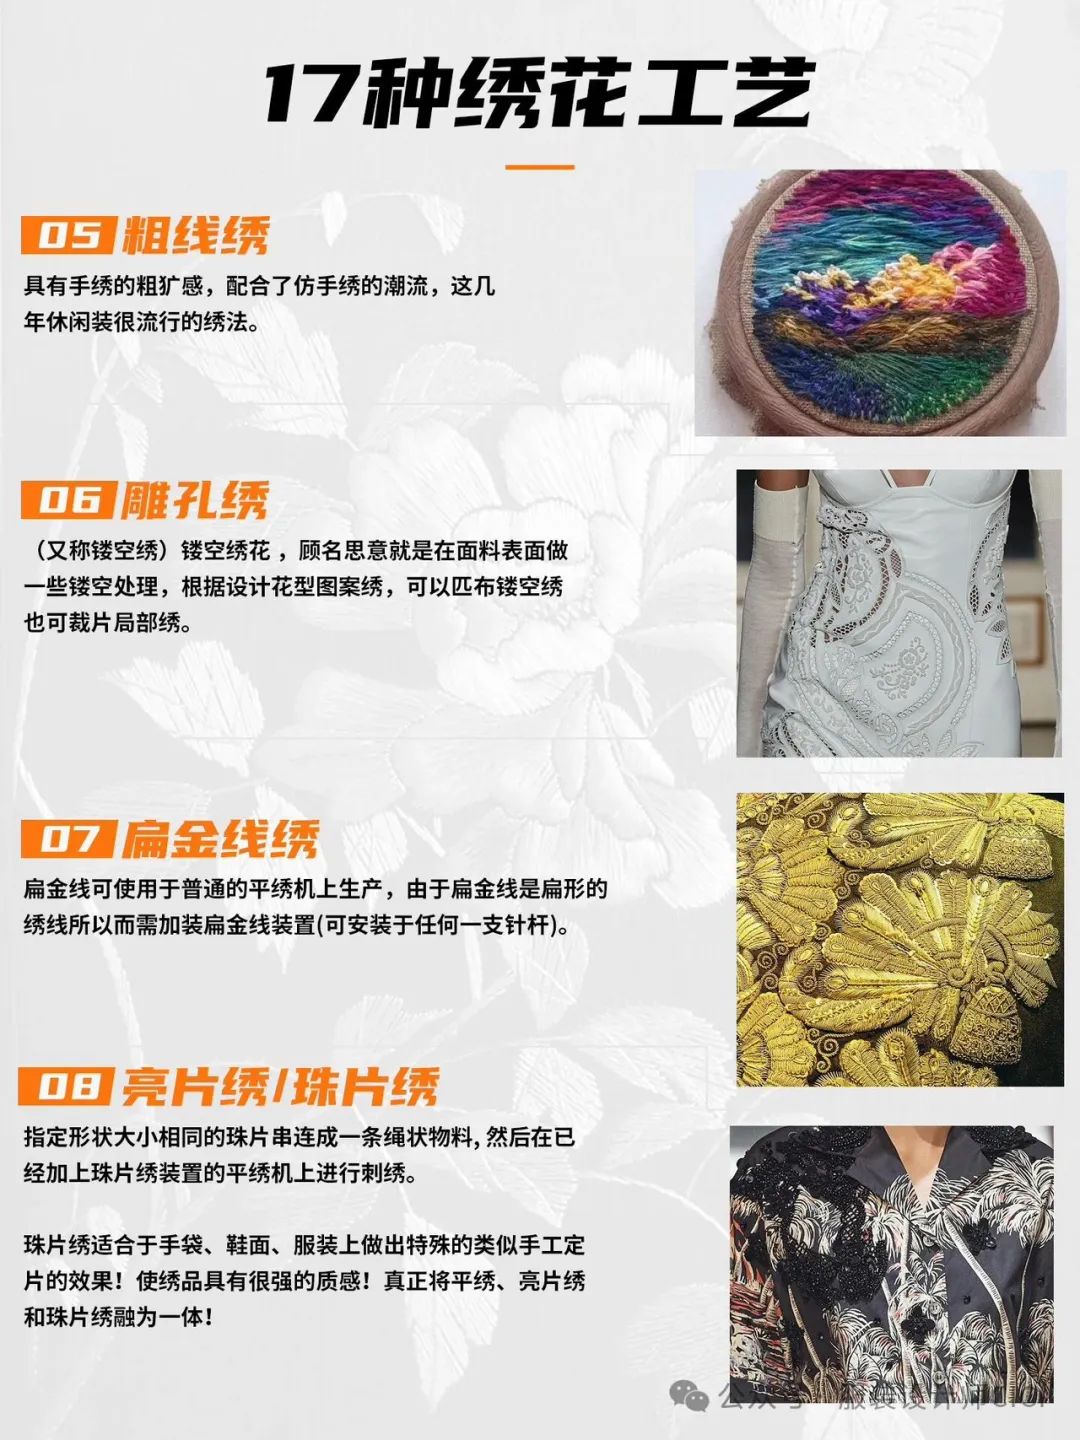 17种绣花工艺
05 粗线绣
具有手绣的粗犷感，配合了仿手绣的潮流，这几
年休闲装很流行的绣法。
06 雕孔绣
（又称镂空绣）镂空绣花 ，顾名思意就是在面料表面做
一些镂空处理，根据设计花型图案绣，可以匹布镂空绣
也可裁片局部绣。
07 扁金线绣
扁金线可使用于普通的平绣机上生产，由于扁金线是扁形的
绣线所以而需加装扁金线装置(可安装于任何一支针杆)。
08 亮片绣/珠片绣
指定形状大小相同的珠片串连成一条绳状物料, 然后在已
经加上珠片绣装置的平绣机上进行刺绣。
珠片绣适合于手袋、鞋面、服装上做出特殊的类似手工定
片的效果！使绣品具有很强的质感！真正将平绣、亮片绣
和珠片绣融为一体！
公众号 服装设计师